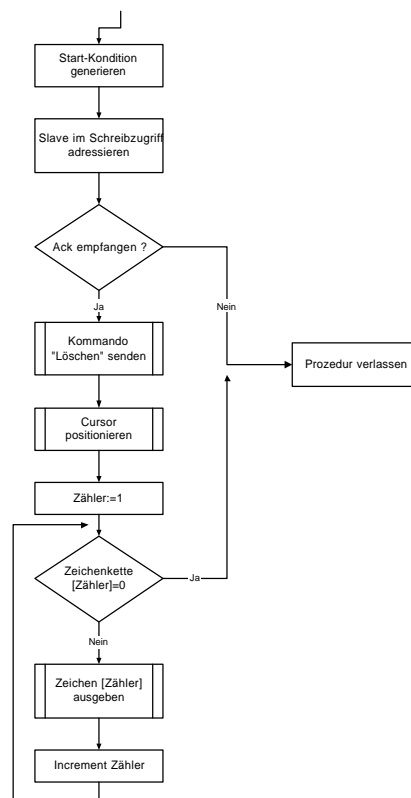 Start-Kondition
generieren
Slave im Schreibzugriff
adressieren
Ack empfangen ?
Nein
Ja
Kommando
"Löschen" senden
Prozedur verlassen
Cursor
positionieren
Zähler:=1
Zeichenkette
[Zähler]=0
Ja
Nein
Zeichen [Zähler]
ausgeben
Increment Zähler